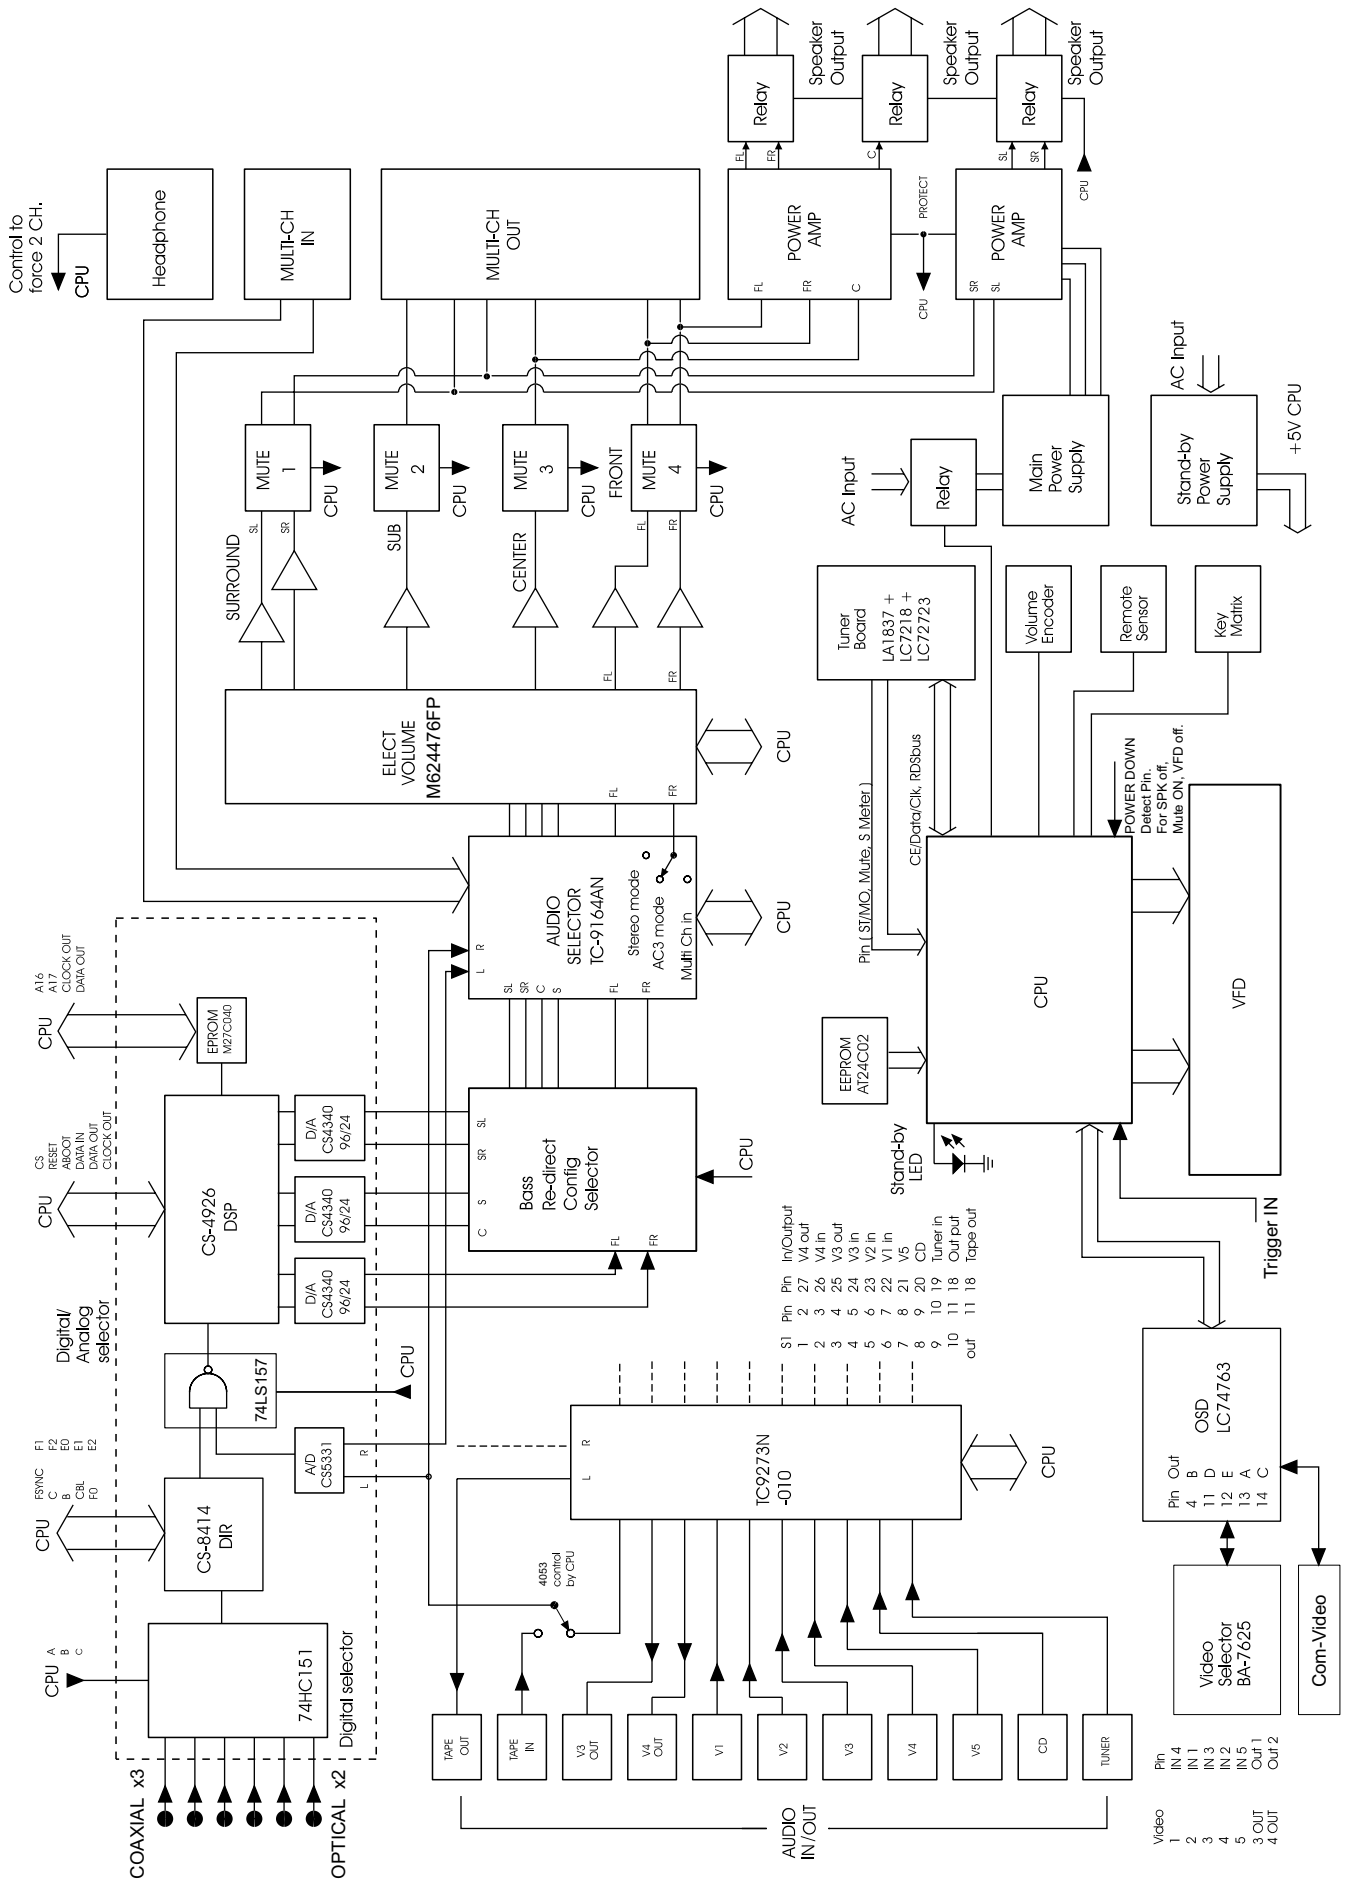 Control to
force 2 CH.
CPU
Headphone
MULTI-CH
IN
MULTI-CH
OUT
Relay
Speaker
Output
Relay
Speaker
Output
Relay
Speaker
Output
FL
FR
C
SL
SR
CPU
POWER
AMP
FL
FR
C
PROTECT
CPU
POWER
AMP
SR
SL
SURROUND
SL
SR
MUTE
1
CPU
SUB
MUTE
2
CPU
CENTER
MUTE
3
CPU
FRONT
FL
FR
MUTE
4
CPU
AC Input
Relay
Main
Power
Supply
AC Input
Stand-by
Power
Supply
+5V CPU
ELECT
VOLUME
M624476FP
FL
FR
FL
FR
CPU
Tuner
Board
LA1837 +
LC7218 +
LC72723
Volume
Encoder
Remote
Sensor
Key
Matrix
Pin ( ST/MO, Mute, S Meter )
CE/Data/Clk, RDSbus
POWER DOWN
Detect Pin.
For SPK off,
Mute ON, VFD off.
AUDIO
SELECTOR
TC-9164AN
Stereo mode
AC3 mode
Multi Ch in
R
L
SL
SR
C
S
FL
FR
CPU
CPU
VFD
EEPROM
AT24C02
Stand-by
LED
Trigger IN
CPU
A16
A17
CLOCK OUT
DATA OUT
EPROM
M27C040
CPU
CS
RESET
ABOOT
DATA IN
DATA OUT
CLOCK OUT
CS-4926
DSP
D/A
CS4340
96/24
D/A
CS4340
96/24
D/A
CS4340
96/24
Bass
Re-direct
Config
Selector
SL
SR
S
C
FL
FR
CPU
Digital/
Analog
selector
74LS157
CPU
CPU
FSYNC
C
B
CBL
F0
F1
F2
E0
E1
E2
CS-8414
DIR
A/D
CS5331
R
L
CPU
A
B
C
74HC151
Digital selector
COAXIAL x3
OPTICAL x2
S1 Pin Pin In/Output
1 2 27 V4 out
2 3 26 V4 in
3 4 25 V3 out
4 5 24 V3 in
5 6 23 V2 in
6 7 22 V1 in
7 8 21 V5
8 9 20 CD
9 10 19 Tuner in
10 11 18 Out put
out 11 18 Tape out
TC9273N
-010
L
R
CPU
4053
control
by CPU
TAPE
OUT
TAPE
IN
V3
OUT
V4
OUT
V1
V2
V3
V4
V5
CD
TUNER
AUDIO
IN/OUT
OSD
LC74763
Pin Out
4 B
11 D
12 E
13 A
14 C
Video
Selector
BA-7625
Com-Video
Video Pin
1 IN 4
2 IN 1
3 IN 3
4 IN 2
5 IN 5
3 OUT Out 1
4 OUT Out 2